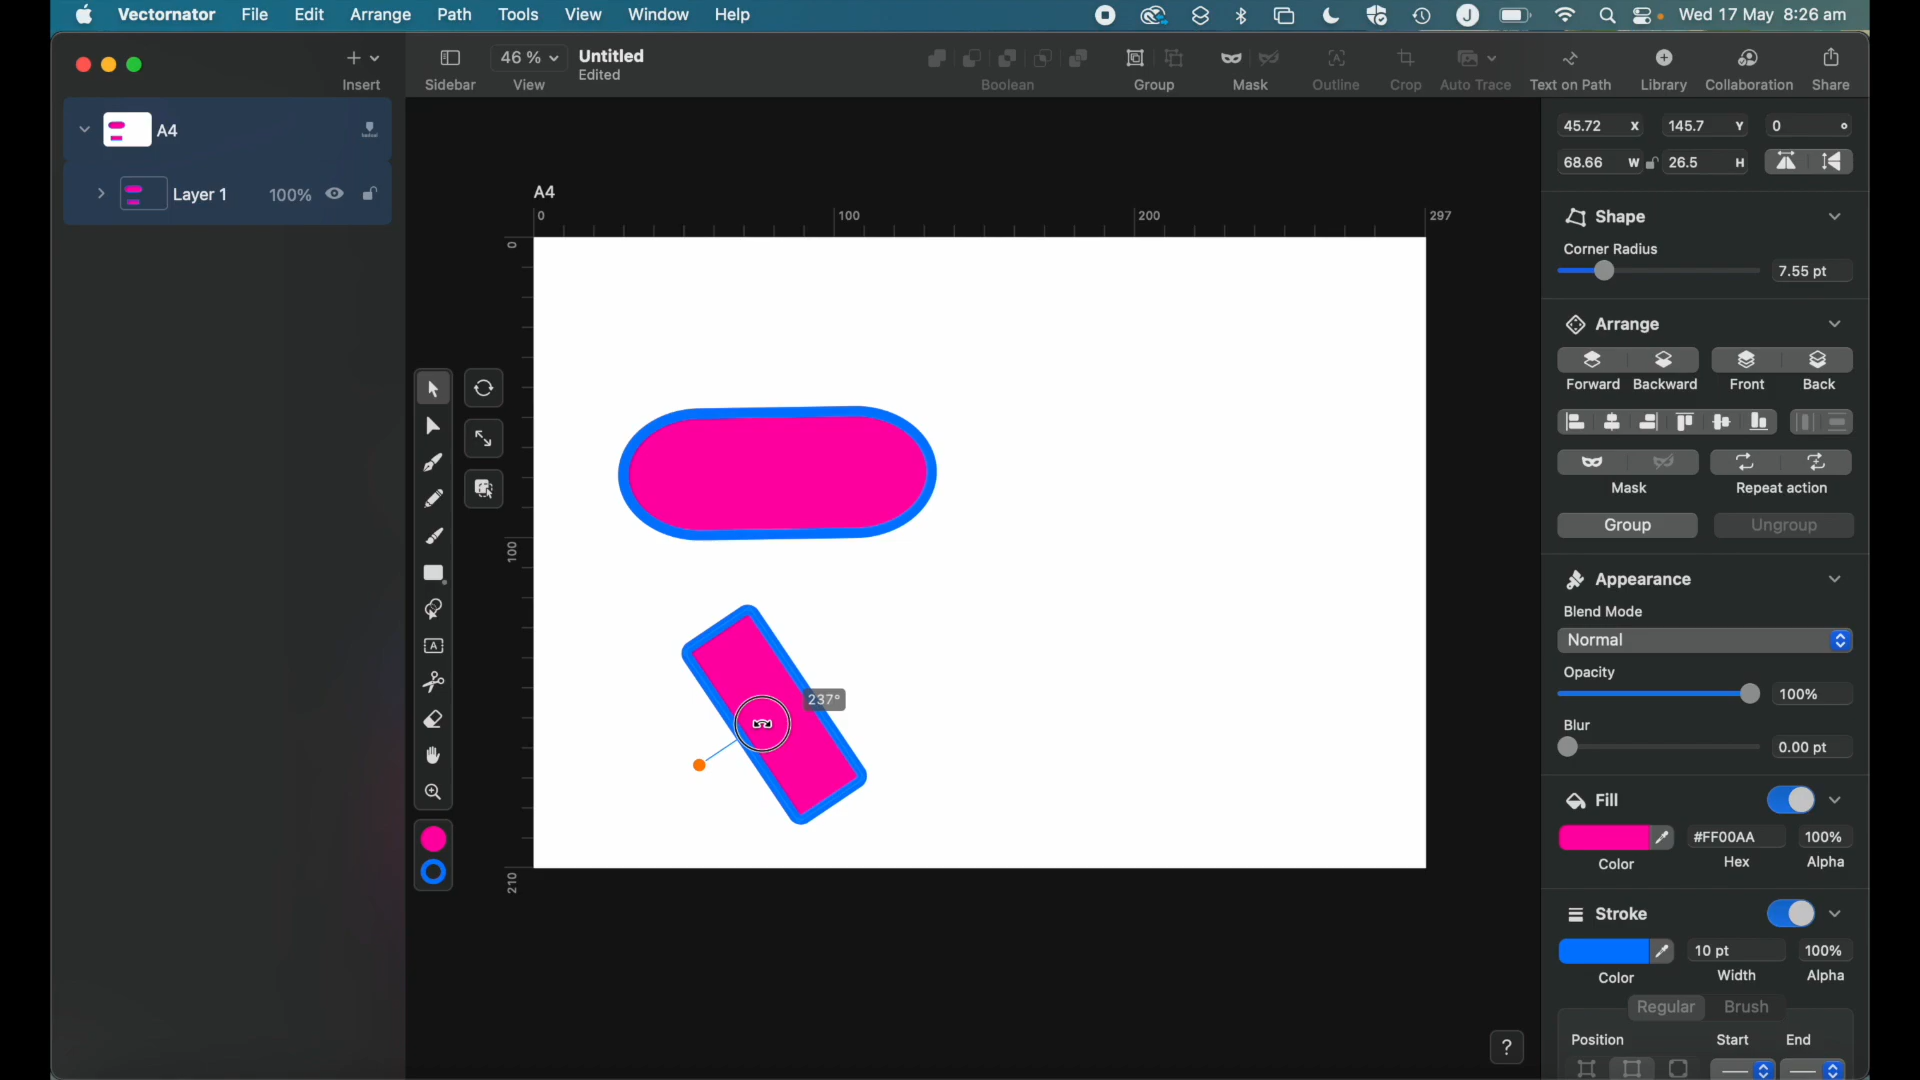 Vectornator File Edit Arrange Path Tools View Window Help
J
Wed 17 May 8:26 am
Insert
Sidebar
46 %
View
Untitled
Edited
Boolean
Group
Mask
Outline
Crop
Auto Trace
Text on Path
Library
Collaboration
Share
A4
Layer 1 100%
A4
0 100 200 297
0
100
210
237°
45.72 X 145.7 Y 0 °
68.66 W 26.5 H
Shape
Corner Radius
7.55 pt
Arrange
Forward Backward Front Back
Mask Repeat action
Group Ungroup
Appearance
Blend Mode
Normal
Opacity
100%
Blur
0.00 pt
Fill
#FF00AA 100%
Color Hex Alpha
Stroke
10 pt 100%
Color Width Alpha
Regular Brush
Position Start End
A
?